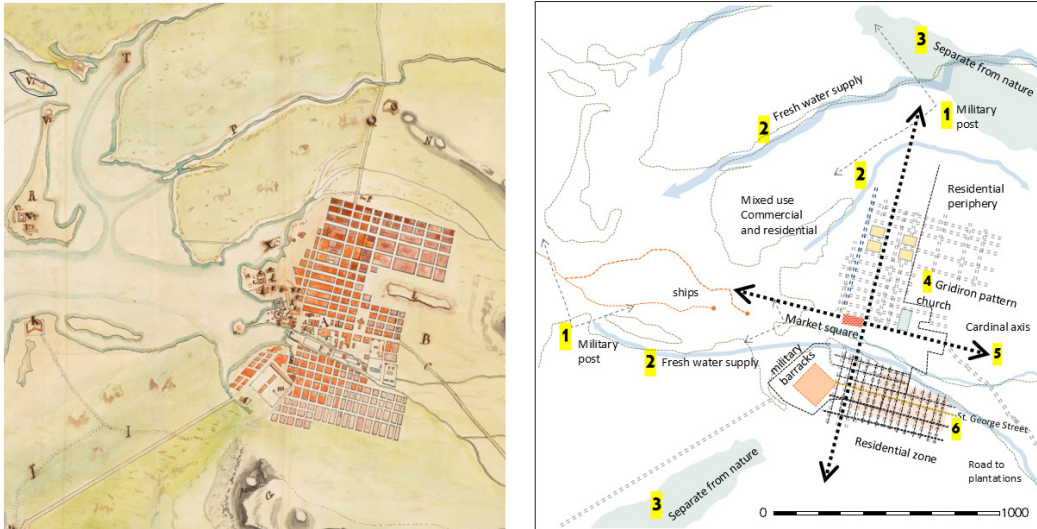 T
V.
A
P
Q
O
N
X
L
A
B
I
I
G
3
Separate from nature
Fresh water supply
2
1
Military
post
2
Residential
periphery
Mixed use
Commercial
and residential
4
Gridiron pattern
church
ships
Market square
Cardinal axis
5
1
Military
post
2
Fresh water supply
military
barracks
St. George Street
6
Residential zone
Road to
plantations
3
Separate from nature
0
1000